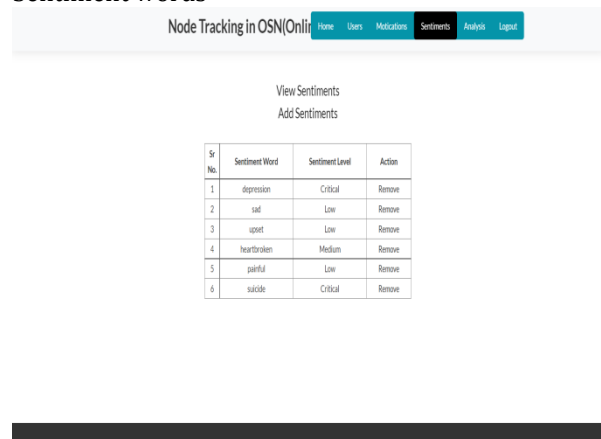 Sentiment words
Node Tracking in OSN(Onlin Home Users Motications Sentiments Analysis Logout
View Sentiments
Add Sentiments
Sr No. Sentiment Word Sentiment Level Action
1 depression Critical Remove
2 sad Low Remove
3 upset Low Remove
4 heartbroken Medium Remove
5 painful Low Remove
6 suicide Critical Remove